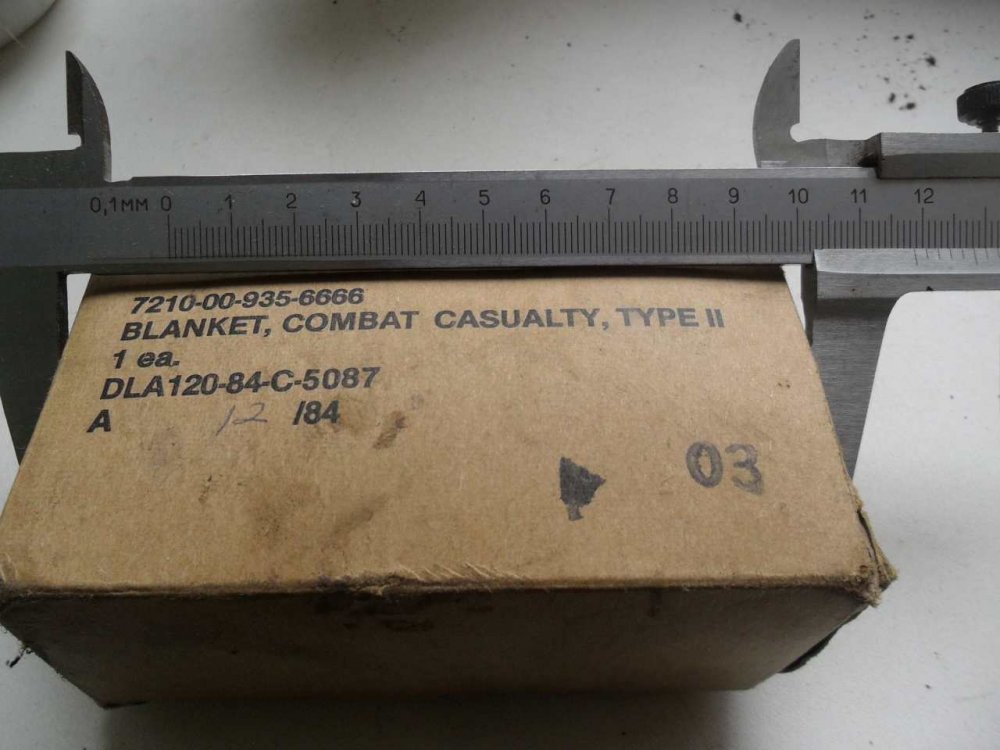 0,1MM 0 1 2 3 4 5 6 7 8 9 10 11 12
7210-00-935-6666
BLANKET, COMBAT CASUALTY, TYPE II
1 ea.
DLA120-84-C-5087
A 12 /84
03